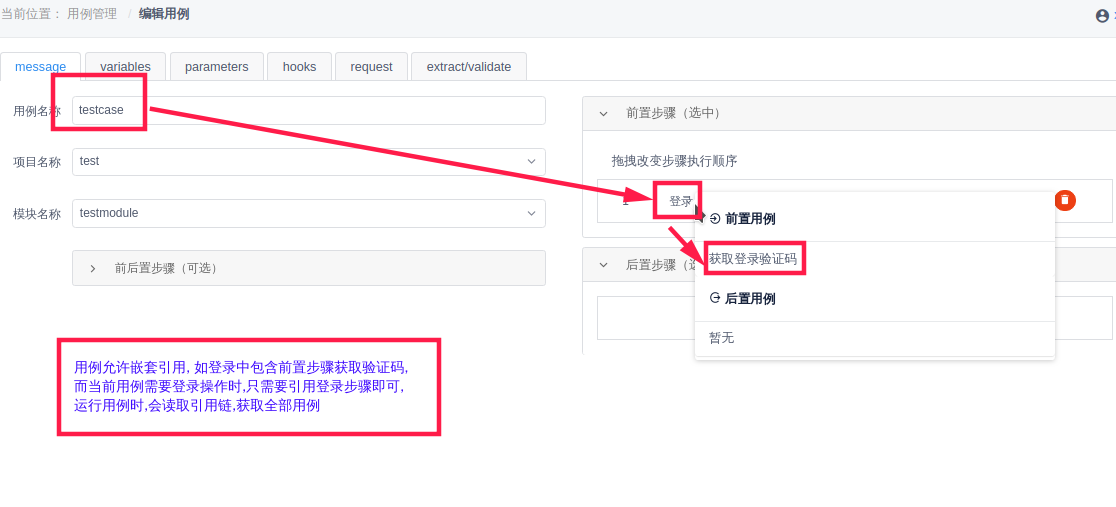 当前位置： 用例管理 / 编辑用例
message variables parameters hooks request extract/validate
用例名称 testcase
项目名称 test
模块名称 testmodule
前后置步骤（可选）
前置步骤（选中）
拖拽改变步骤执行顺序
1 登录
前置用例
获取登录验证码
后置用例
暂无
后置步骤
用例允许嵌套引用, 如登录中包含前置步骤获取验证码,
而当前用例需要登录操作时,只需要引用登录步骤即可,
运行用例时,会读取引用链,获取全部用例